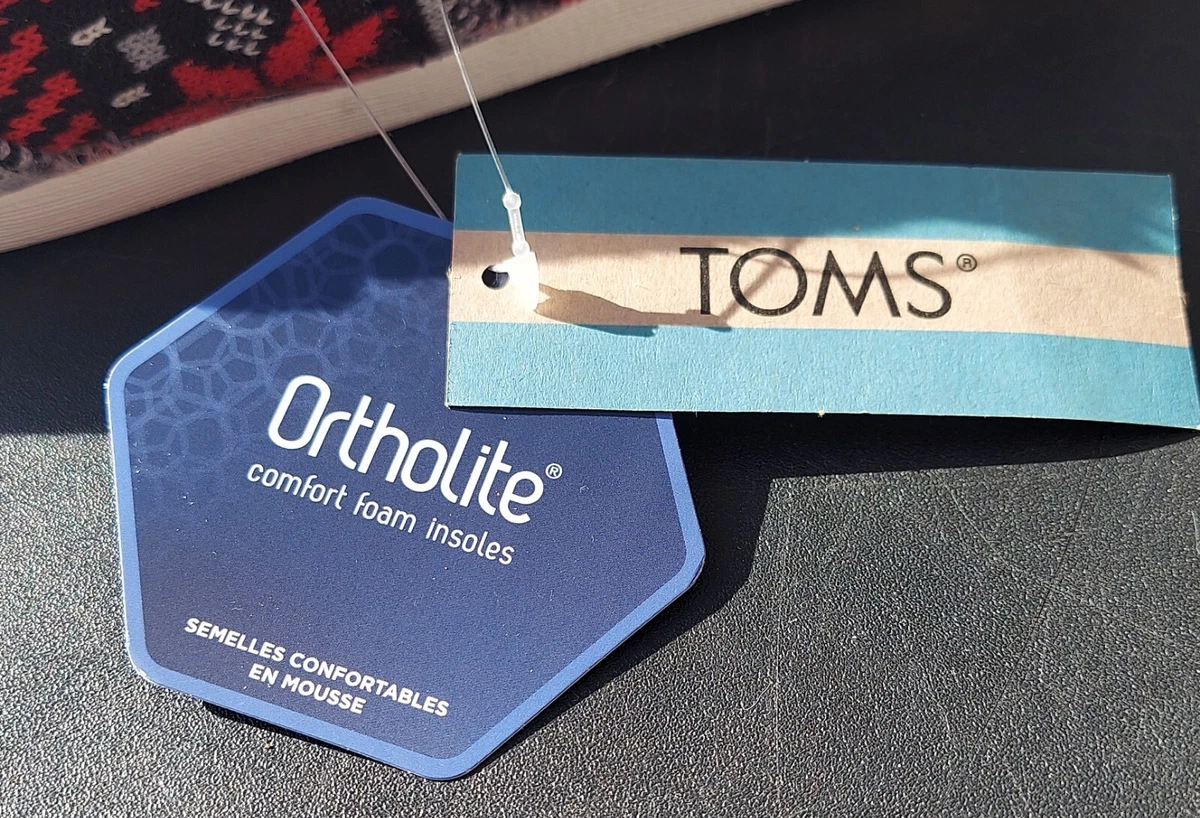 TOMS®
Ortholite®
comfort foam insoles
SEMELLES CONFORTABLES
EN MOUSSE